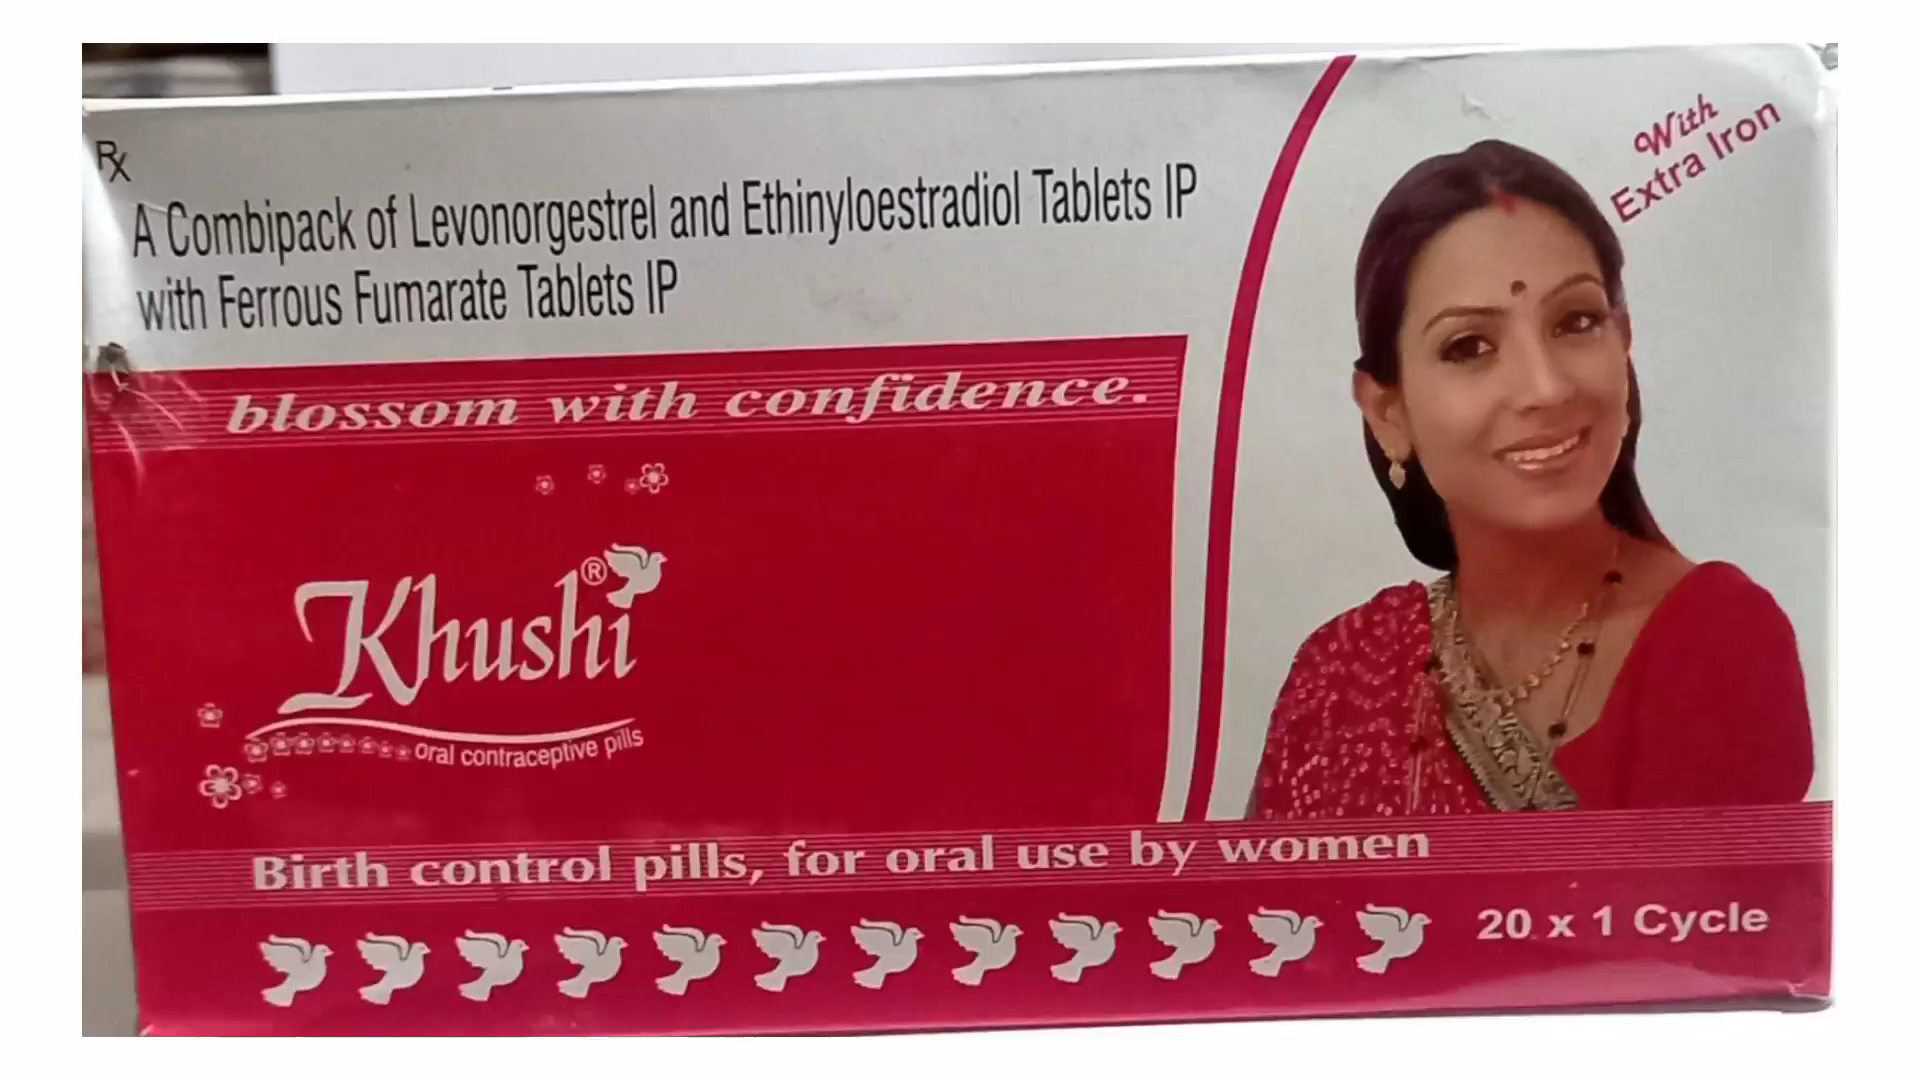 Rx
A Combipack of Levonorgestrel and Ethinyloestradiol Tablets IP
with Ferrous Fumarate Tablets IP
With
Extra Iron
blossom with confidence.
Khushi®
oral contraceptive pills
Birth control pills, for oral use by women
20 x 1 Cycle